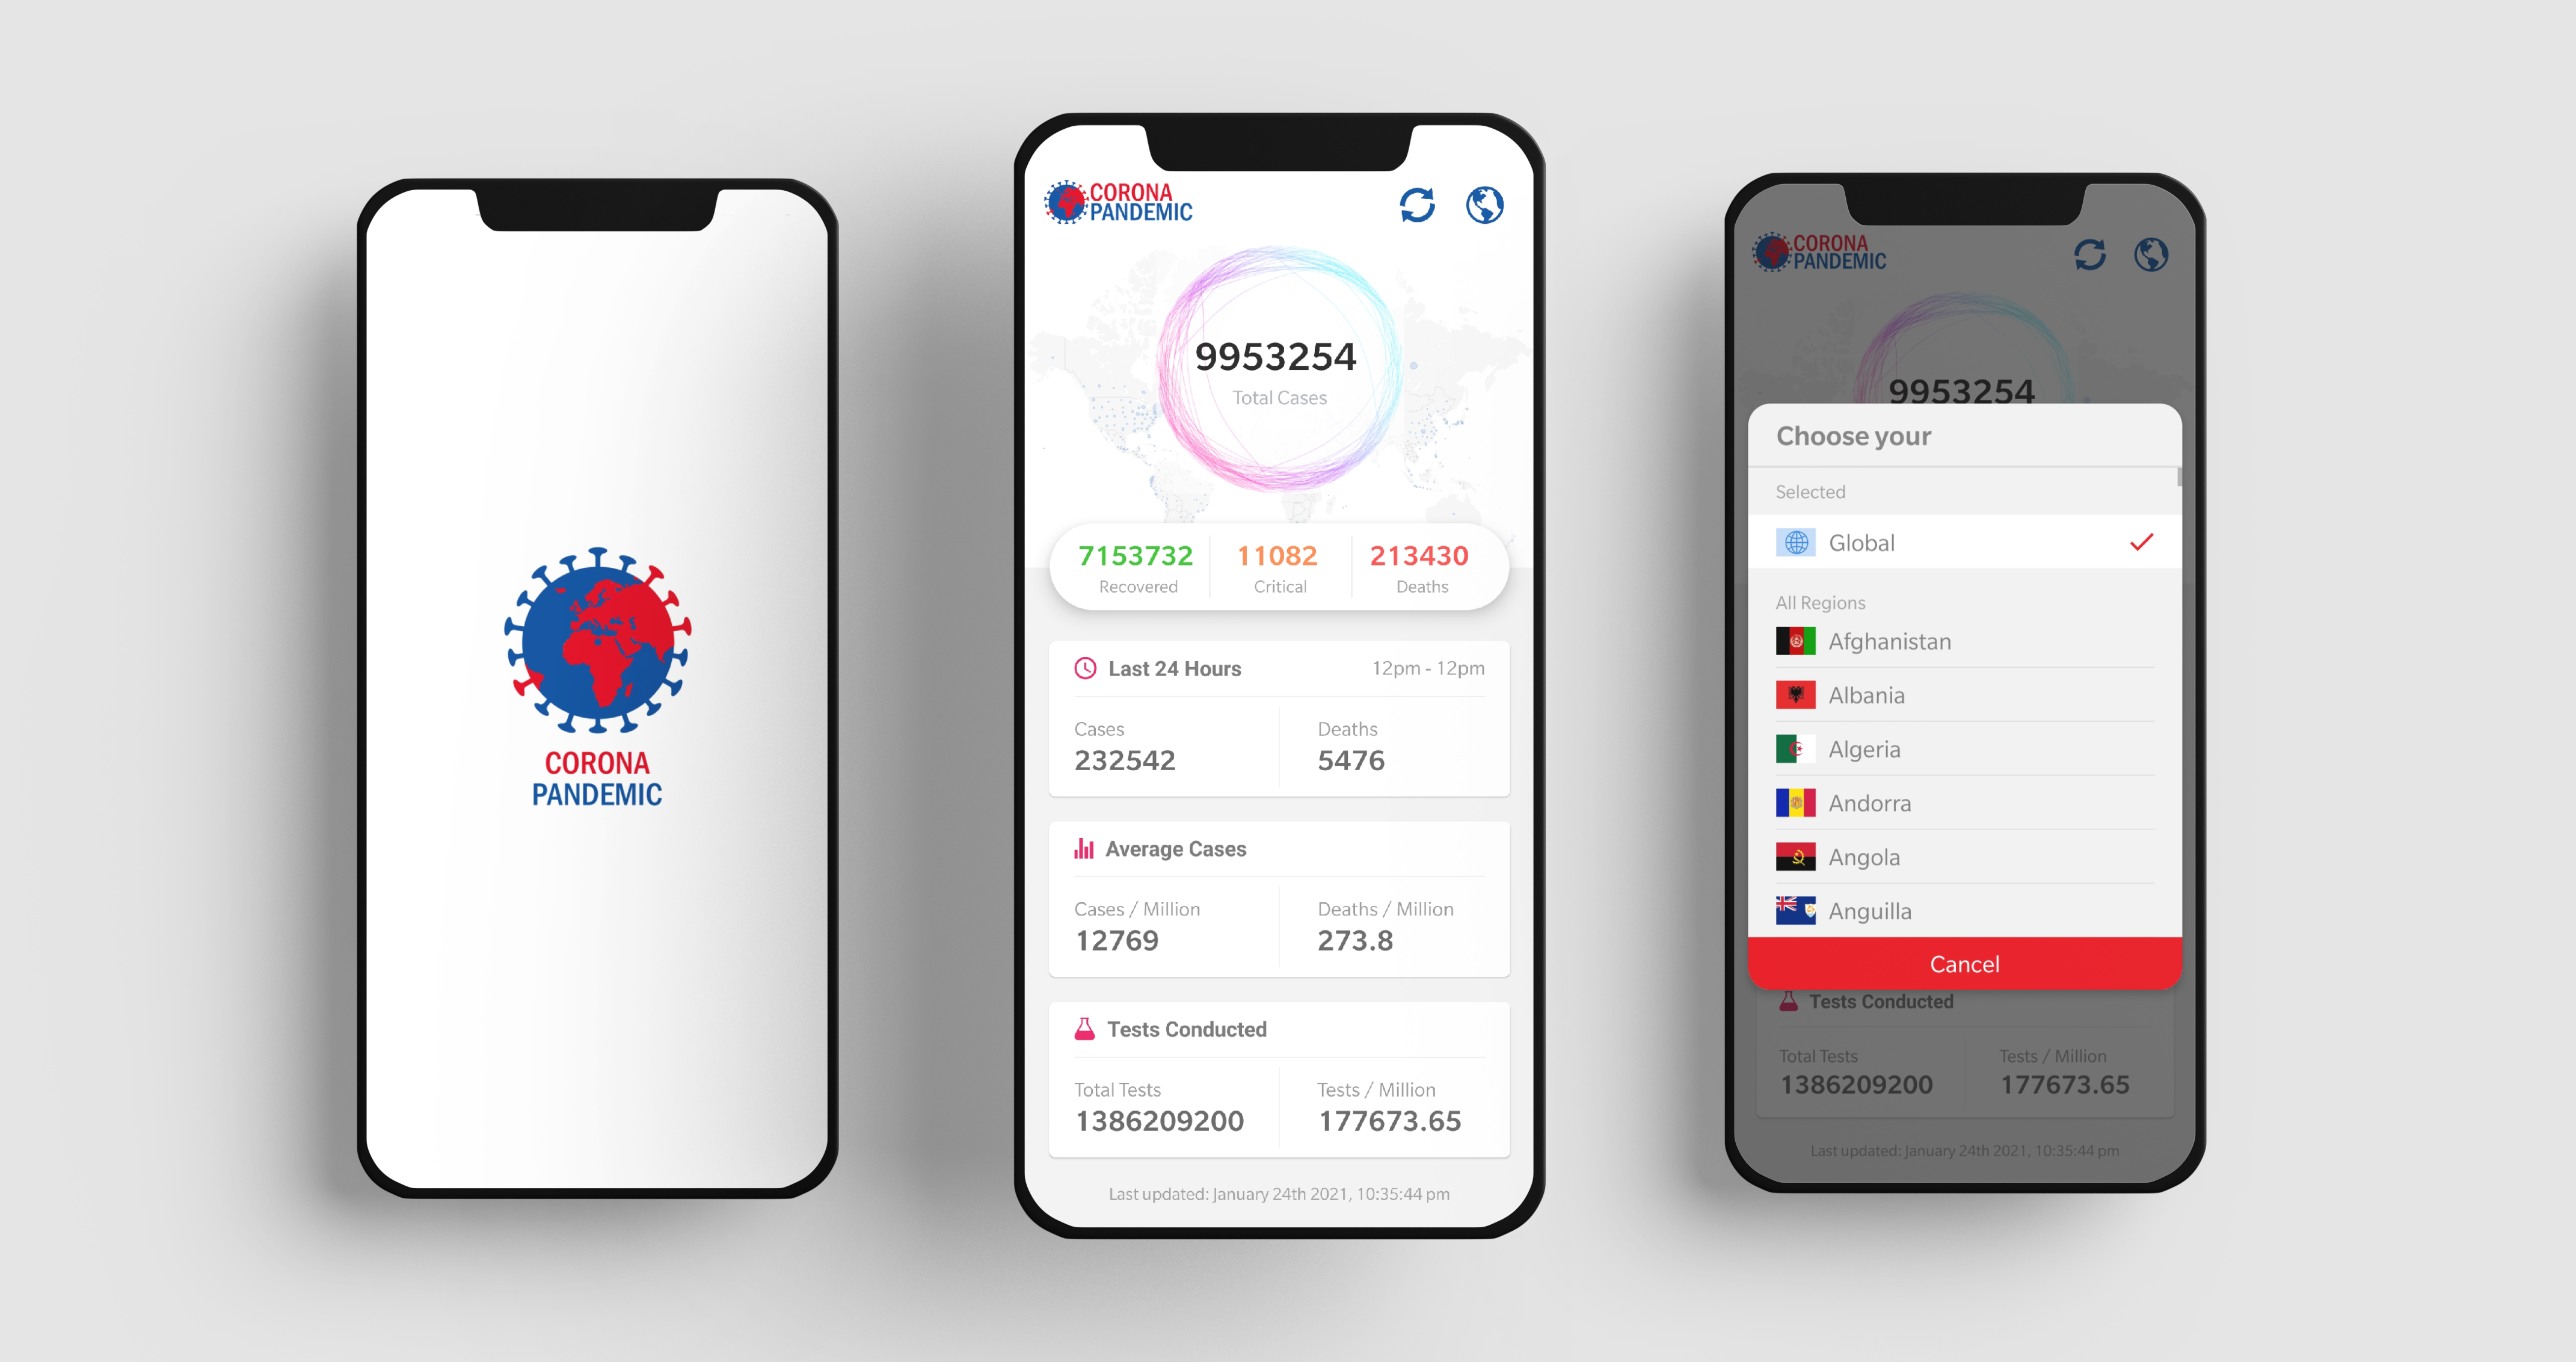 CORONA
PANDEMIC
CORONA
PANDEMIC
9953254
Total Cases
7153732
Recovered
11082
Critical
213430
Deaths
Last 24 Hours
12pm - 12pm
Cases
232542
Deaths
5476
Average Cases
Cases / Million
12769
Deaths / Million
273.8
Tests Conducted
Total Tests
1386209200
Tests / Million
177673.65
Last updated: January 24th 2021, 10:35:44 pm
CORONA
PANDEMIC
9953254
Choose your
Selected
Global
All Regions
Afghanistan
Albania
Algeria
Andorra
Angola
Anguilla
Cancel
Tests Conducted
Total Tests
1386209200
Tests / Million
177673.65
Last updated: January 24th 2021, 10:35:44 pm